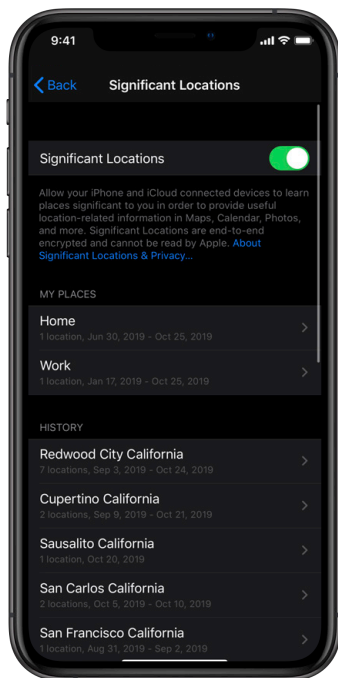 9:41
Back
Significant Locations
Significant Locations
Allow your iPhone and iCloud connected devices to learn
places significant to you in order to provide useful
location-related information in Maps, Calendar, Photos,
and more. Significant Locations are end-to-end
encrypted and cannot be read by Apple. About
Significant Locations & Privacy...
MY PLACES
Home
1 location, Jun 30, 2019 - Oct 25, 2019
Work
1 location, Jan 17, 2019 - Oct 25, 2019
HISTORY
Redwood City California
7 locations, Sep 3, 2019 - Oct 24, 2019
Cupertino California
2 locations, Sep 9, 2019 - Oct 21, 2019
Sausalito California
1 location, Oct 20, 2019
San Carlos California
2 locations, Oct 5, 2019 - Oct 10, 2019
San Francisco California
1 location, Aug 31, 2019 - Sep 2, 2019